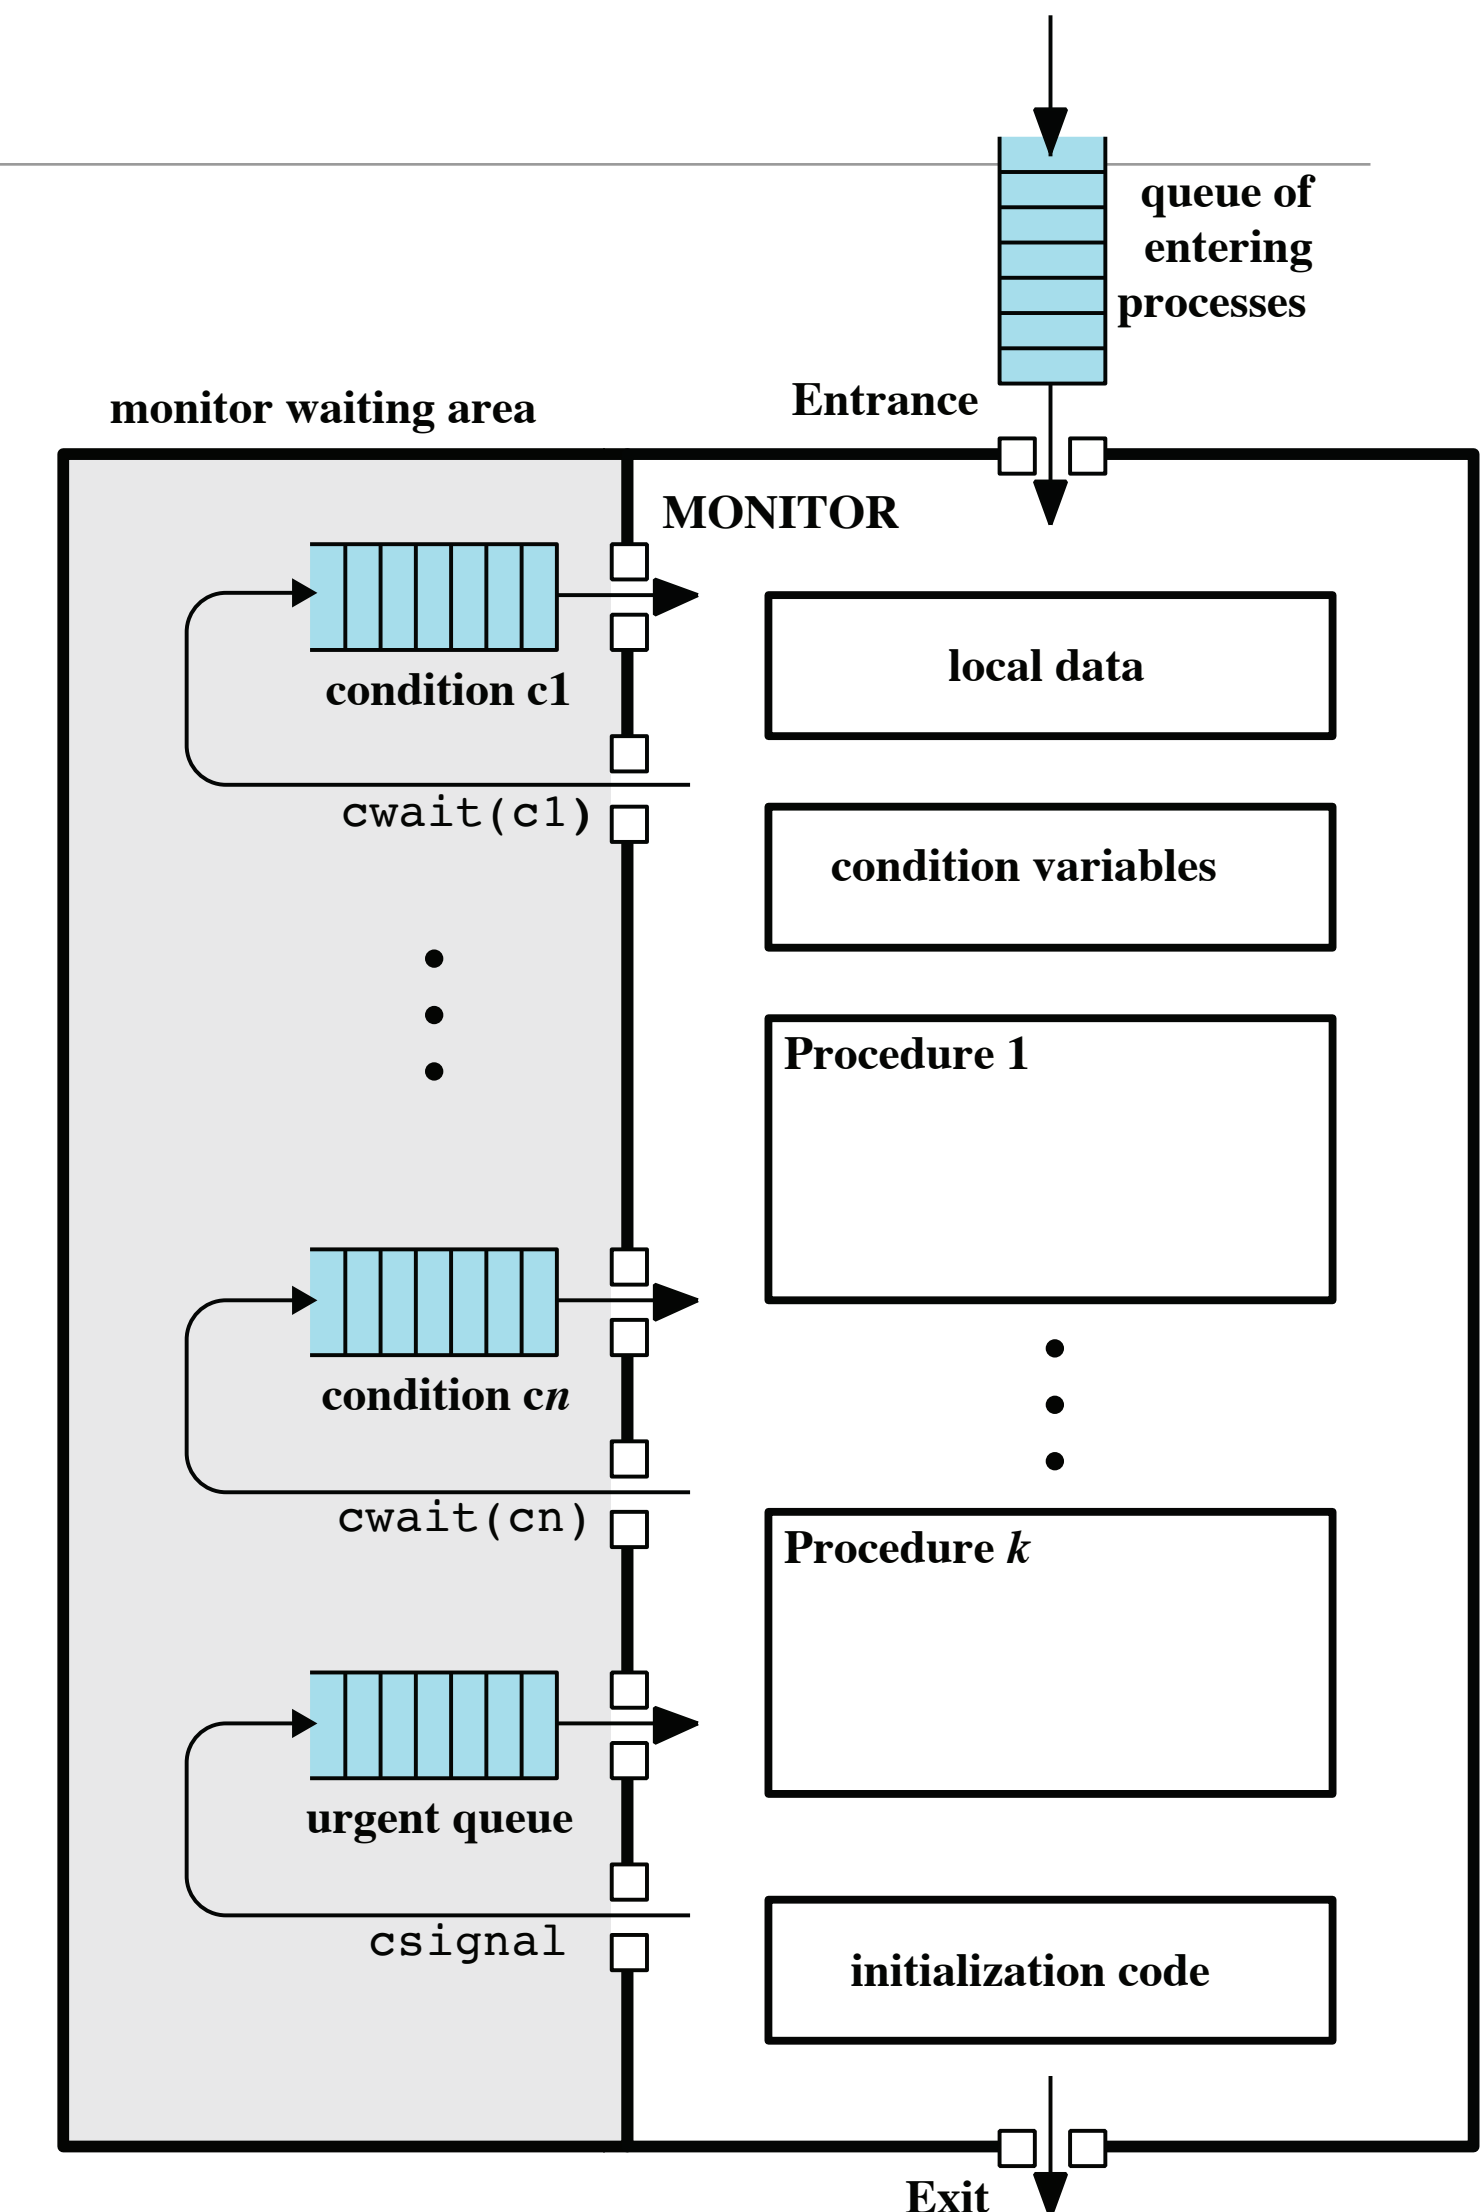 queue of
entering
processes
Entrance
monitor waiting area
MONITOR
condition c1
cwait(c1)
local data
condition variables
Procedure 1
condition cn
cwait(cn)
Procedure k
urgent queue
csignal
initialization code
Exit